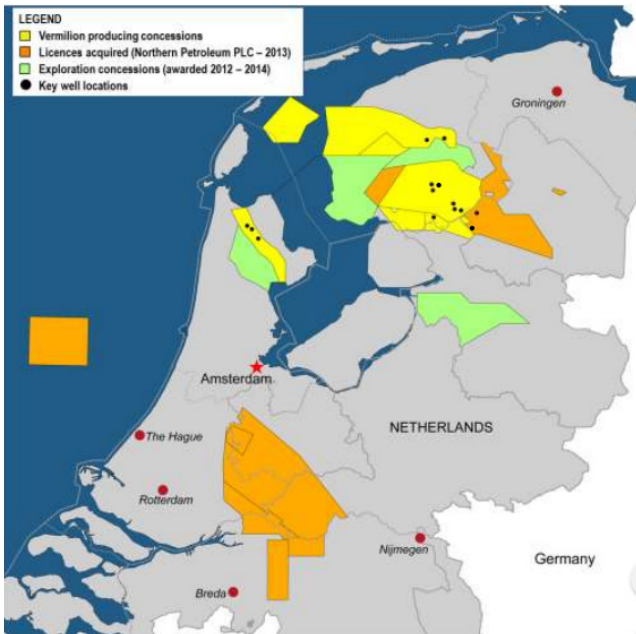 LEGEND
Vermilion producing concessions
Licences acquired (Northern Petroleum PLC – 2013)
Exploration concessions (awarded 2012 – 2014)
Key well locations
Groningen
Amsterdam
NETHERLANDS
The Hague
Rotterdam
Nijmegen
Germany
Breda